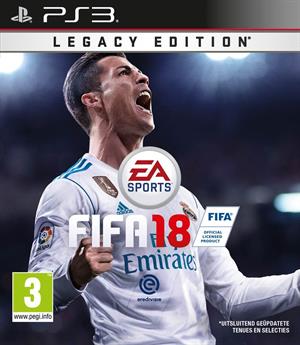 PS3
LEGACY EDITION*
EA
SPORTS
FIFA 18
FIFA®
OFFICIAL
LICENSED
PRODUCT
Fly
Emirates
eredivisie
3
www.pegi.info
*UITSLUITEND GEÜPDATETE
TENUES EN SELECTIES